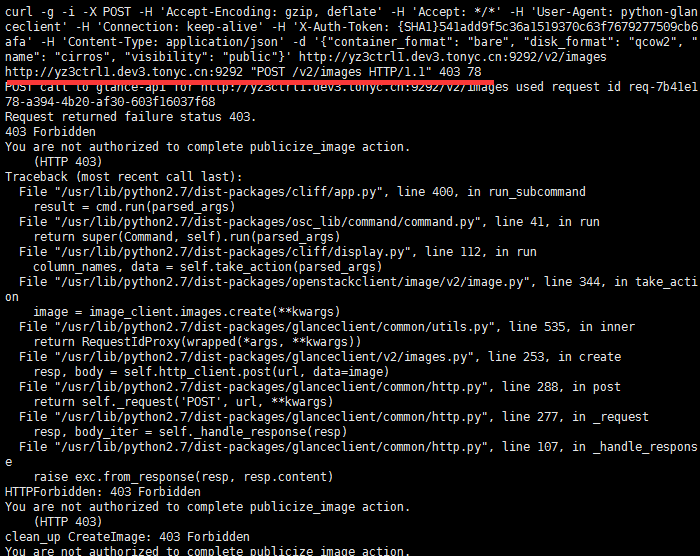 curl -g -i -X POST -H 'Accept-Encoding: gzip, deflate' -H 'Accept: */*' -H 'User-Agent: python-glan
ceclient' -H 'Connection: keep-alive' -H 'X-Auth-Token: {SHA1}541add9f5c36a1519370c63f7679277509cb6
afa' -H 'Content-Type: application/json' -d '{"container_format": "bare", "disk_format": "qcow2", "
name": "cirros", "visibility": "public"}' http://yz3ctrl1.dev3.tonyc.cn:9292/v2/images
http://yz3ctrl1.dev3.tonyc.cn:9292 "POST /v2/images HTTP/1.1" 403 78
POST call to glance-api for http://yz3ctrl1.dev3.tonyc.cn:9292/v2/images used request id req-7b41e1
78-a394-4b20-af30-603f16037f68
Request returned failure status 403.
403 Forbidden
You are not authorized to complete publicize_image action.
    (HTTP 403)
Traceback (most recent call last):
  File "/usr/lib/python2.7/dist-packages/cliff/app.py", line 400, in run_subcommand
    result = cmd.run(parsed_args)
  File "/usr/lib/python2.7/dist-packages/osc_lib/command/command.py", line 41, in run
    return super(Command, self).run(parsed_args)
  File "/usr/lib/python2.7/dist-packages/cliff/display.py", line 112, in run
    column_names, data = self.take_action(parsed_args)
  File "/usr/lib/python2.7/dist-packages/openstackclient/image/v2/image.py", line 344, in take_acti
on
    image = image_client.images.create(**kwargs)
  File "/usr/lib/python2.7/dist-packages/glanceclient/common/utils.py", line 535, in inner
    return RequestIdProxy(wrapped(*args, **kwargs))
  File "/usr/lib/python2.7/dist-packages/glanceclient/v2/images.py", line 253, in create
    resp, body = self.http_client.post(url, data=image)
  File "/usr/lib/python2.7/dist-packages/glanceclient/common/http.py", line 288, in post
    return self._request('POST', url, **kwargs)
  File "/usr/lib/python2.7/dist-packages/glanceclient/common/http.py", line 277, in _request
    resp, body_iter = self._handle_response(resp)
  File "/usr/lib/python2.7/dist-packages/glanceclient/common/http.py", line 107, in _handle_respons
e
    raise exc.from_response(resp, resp.content)
HTTPForbidden: 403 Forbidden
You are not authorized to complete publicize_image action.
    (HTTP 403)
clean_up CreateImage: 403 Forbidden
You are not authorized to complete publicize_image action.